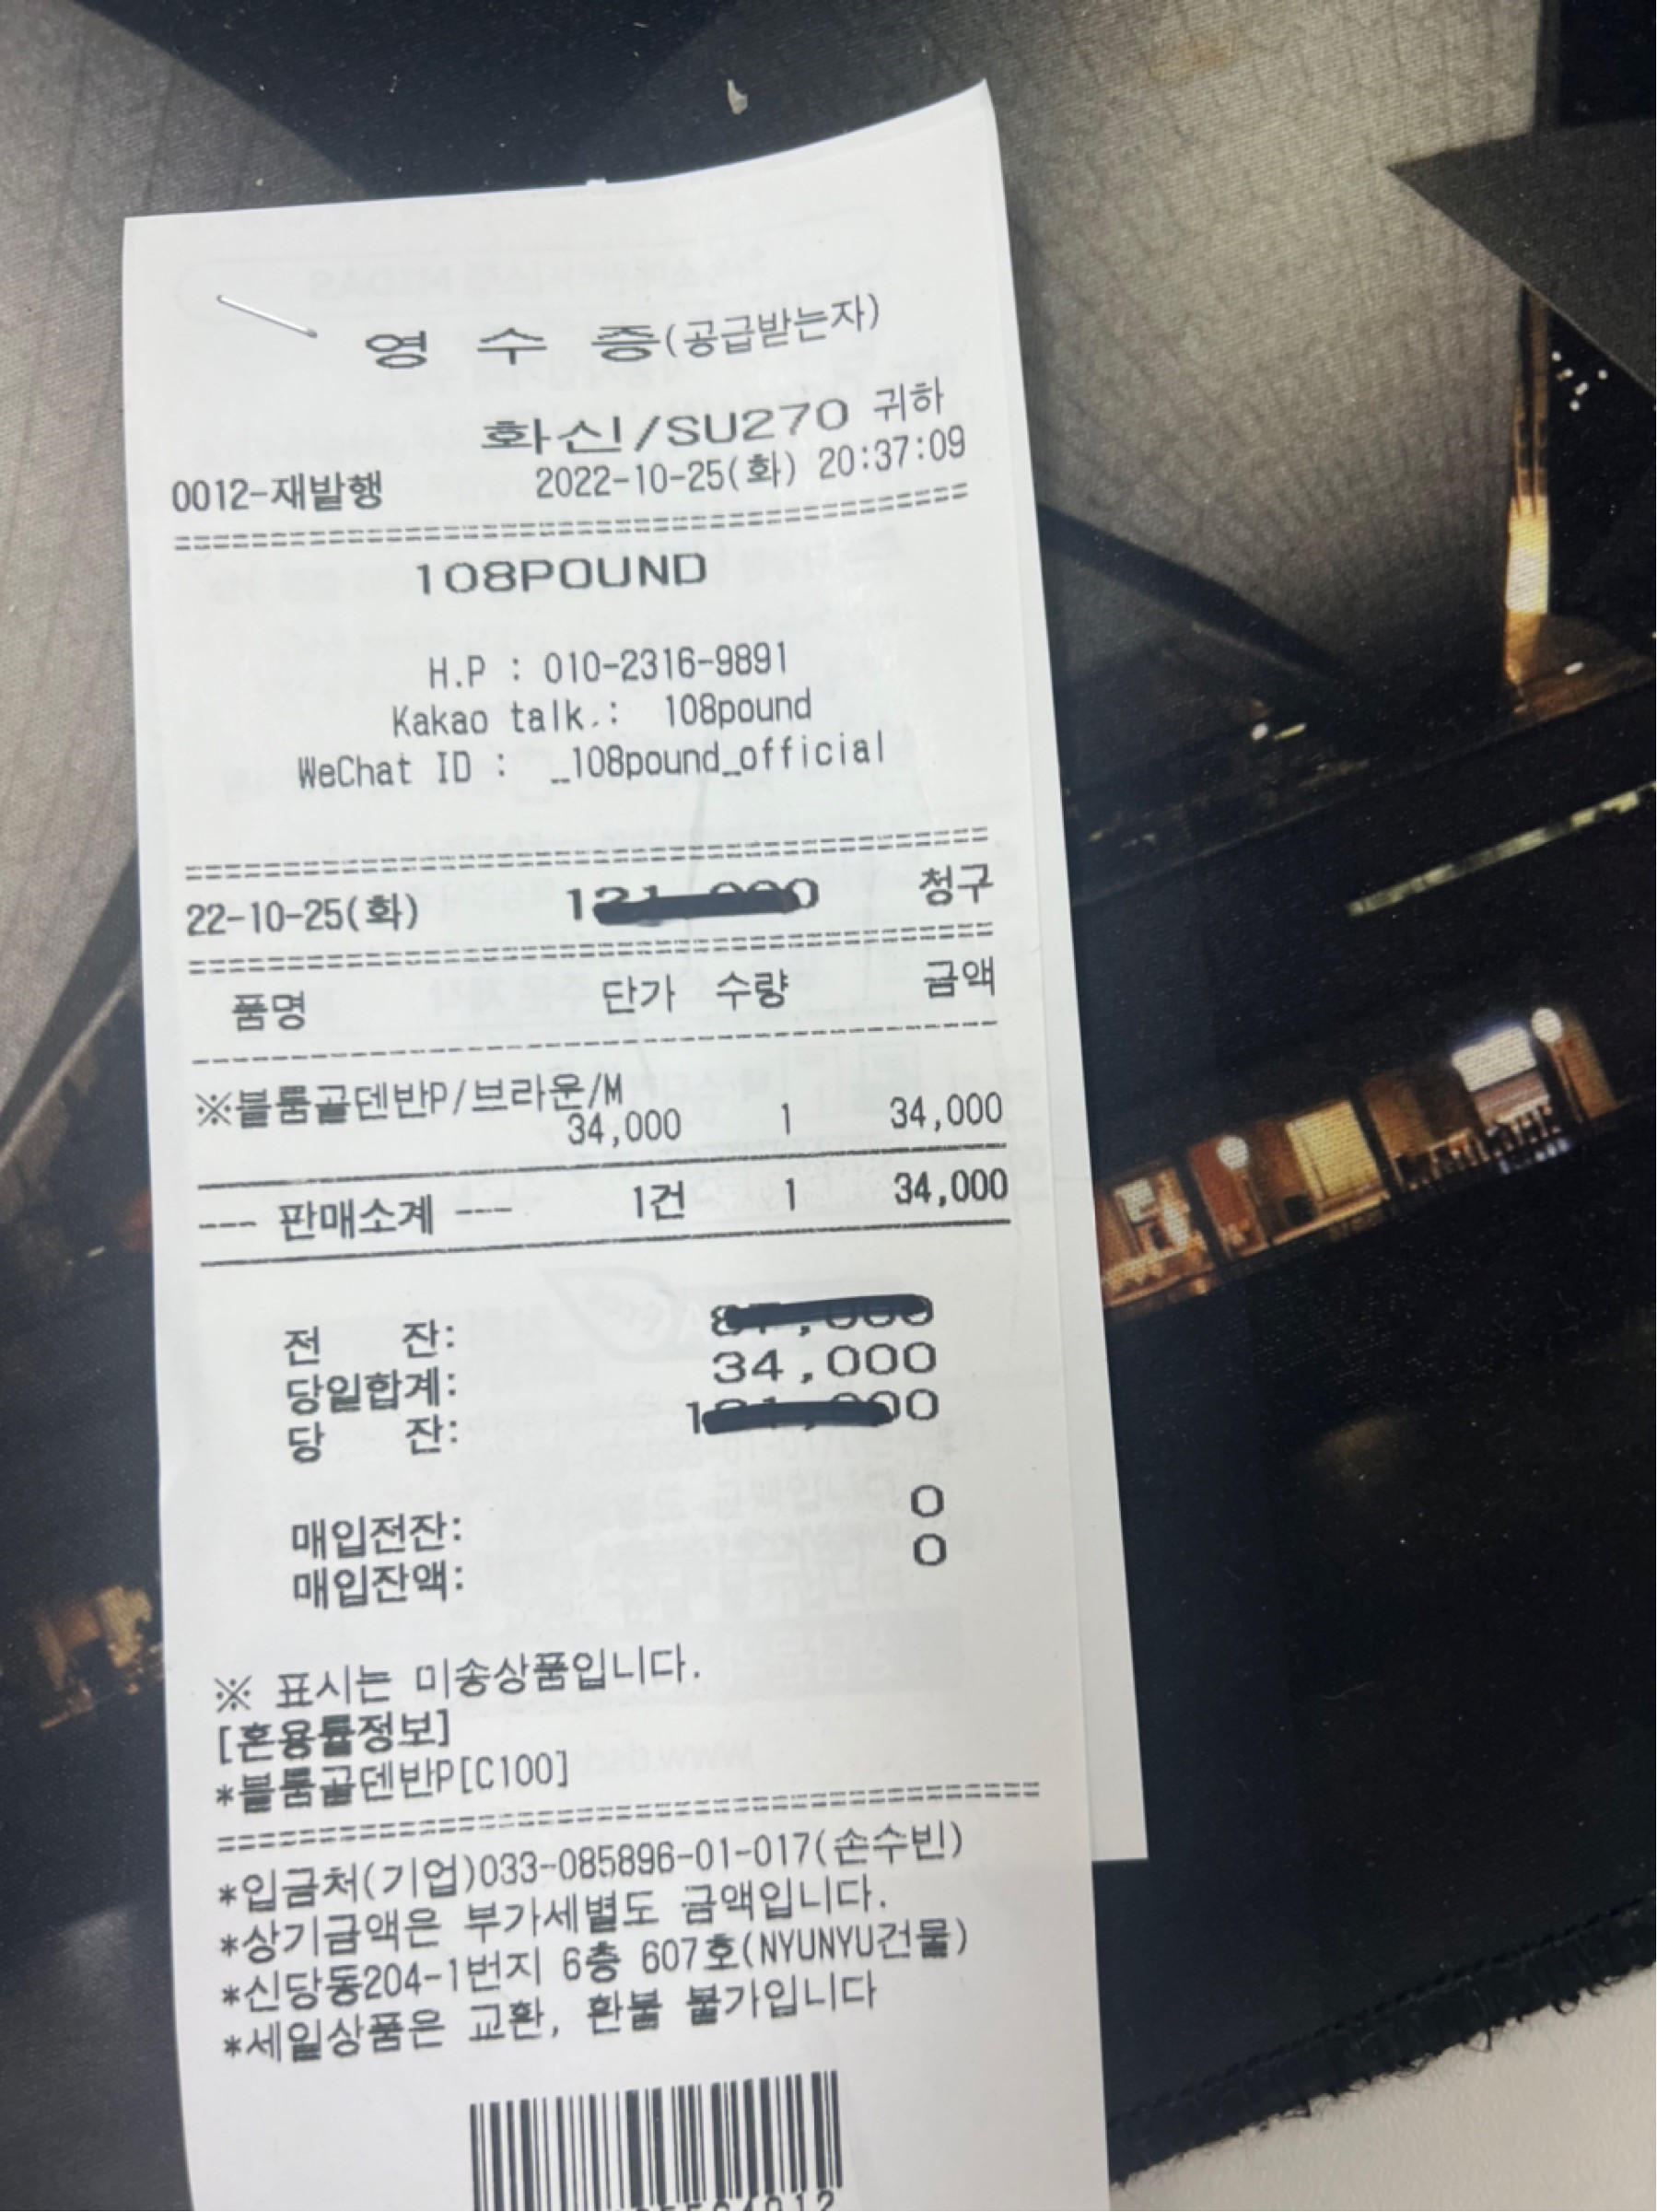 영 수 증(공급받는자)
화신/SU270 귀하
0012-재발행 2022-10-25(화) 20:37:09
108POUND
H.P : 010-2316-9891
Kakao talk.: 108pound
WeChat ID : _108pound_official
22-10-25(화) 청구
품명 단가 수량 금액
※블룸골덴반P/브라운/M
34,000 1 34,000
--- 판매소계 --- 1건 1 34,000
전 잔:
당일합계: 34,000
당 잔:
매입전잔: 0
매입잔액: 0
※ 표시는 미송상품입니다.
[혼용률정보]
*블룸골덴반P[C100]
*입금처(기업)033-085896-01-017(손수빈)
*상기금액은 부가세별도 금액입니다.
*신당동204-1번지 6층 607호(NYUNYU건물)
*세일상품은 교환, 환불 불가입니다